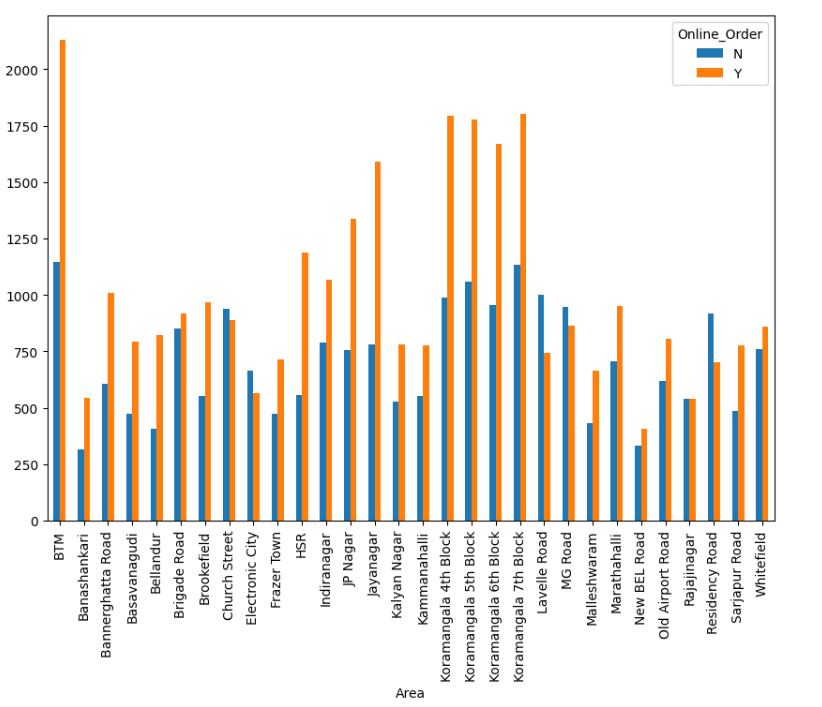 Online_Order
N
Y
2000
1750
1500
1250
1000
750
500
250
0
BTM
Banashankari
Bannerghatta Road
Basavanagudi
Bellandur
Brigade Road
Brookefield
Church Street
Electronic City
Frazer Town
HSR
Indiranagar
JP Nagar
Jayanagar
Kalyan Nagar
Kammanahalli
Koramangala 4th Block
Koramangala 5th Block
Koramangala 6th Block
Koramangala 7th Block
Lavelle Road
MG Road
Malleshwaram
Marathahalli
New BEL Road
Old Airport Road
Rajajinagar
Residency Road
Sarjapur Road
Whitefield
Area